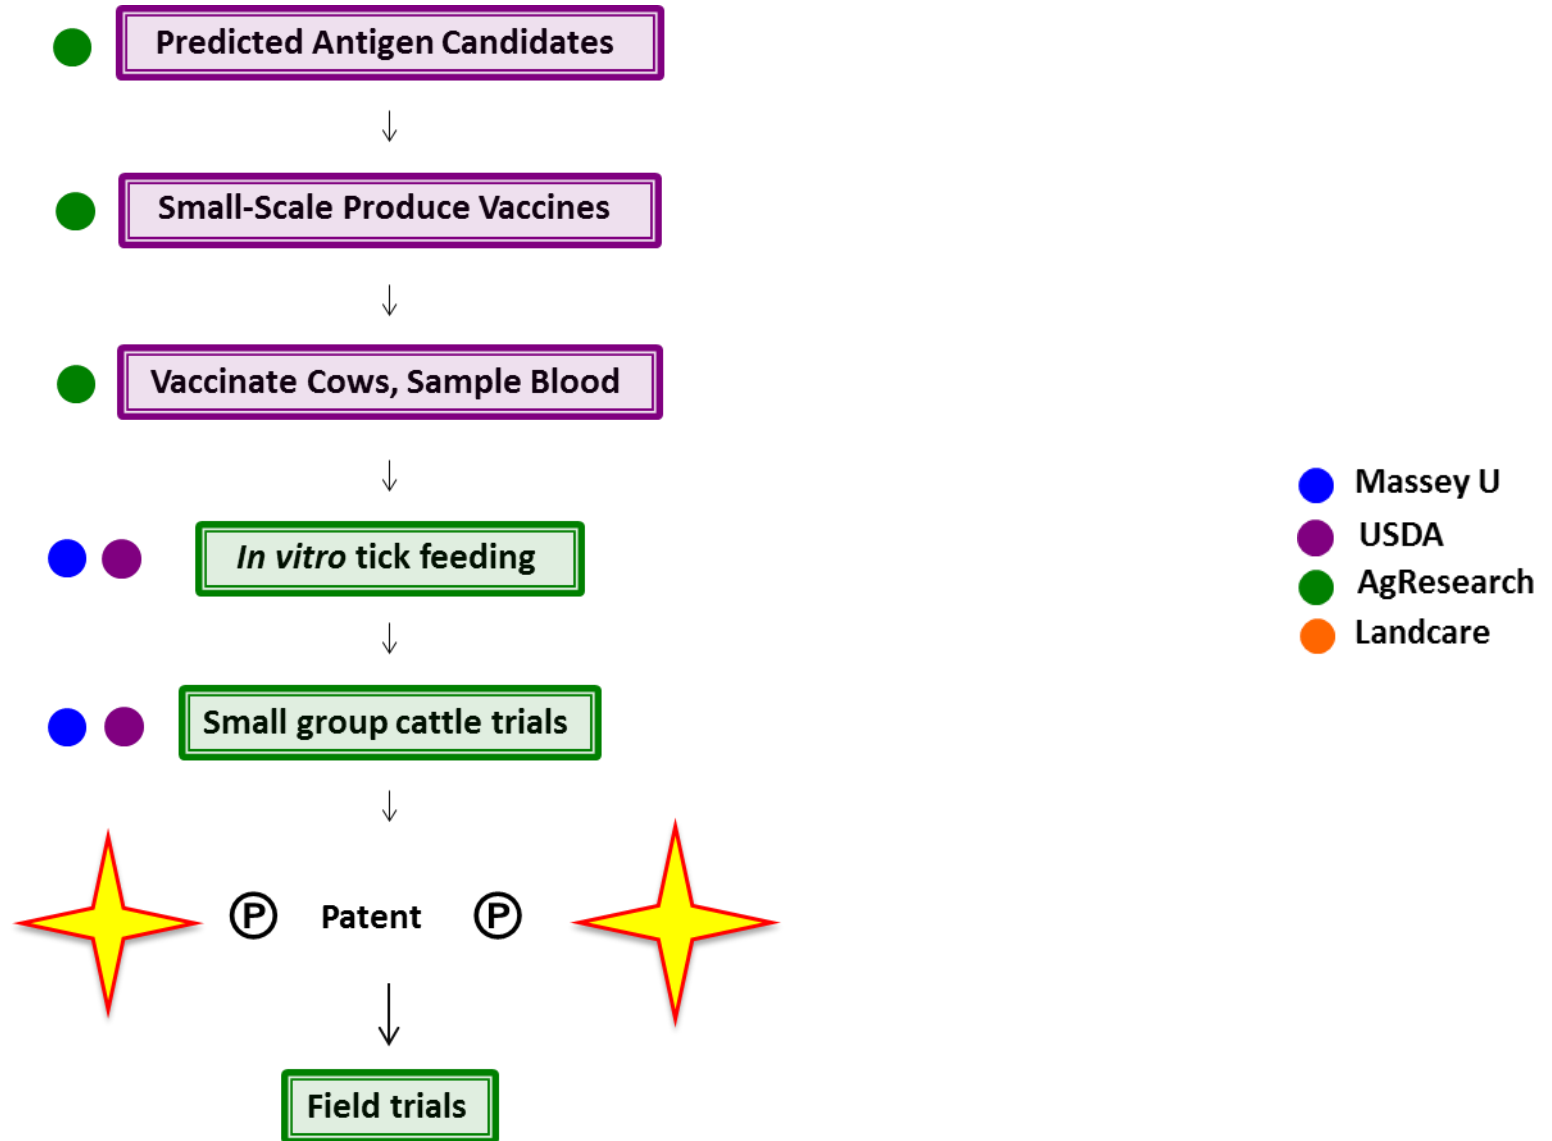 Predicted Antigen Candidates
Small-Scale Produce Vaccines
Vaccinate Cows, Sample Blood
In vitro tick feeding
Small group cattle trials
P Patent P
Field trials
Massey U
USDA
AgResearch
Landcare